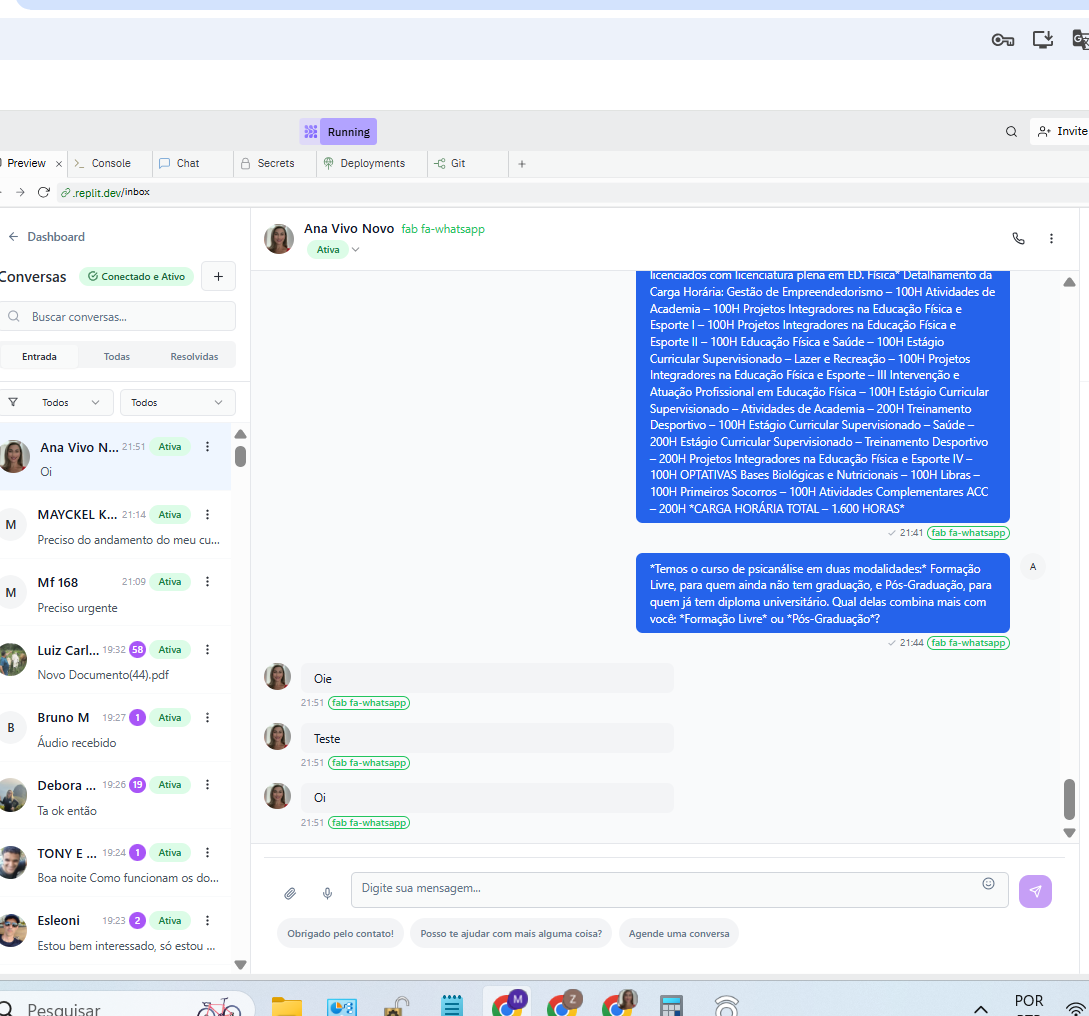 Running
Invite
Preview × Console Chat Secrets Deployments Git +
.replit.dev/inbox
Dashboard
Conversas Conectado e Ativo +
Buscar conversas...
Entrada Todas Resolvidas
Todos Todos
Ana Vivo N... 21:51 Ativa
Oi
M MAYCKEL K... 21:14 Ativa
Preciso do andamento do meu cu...
M Mf 168 21:09 Ativa
Preciso urgente
Luiz Carl... 19:32 58 Ativa
Novo Documento(44).pdf
B Bruno M 19:27 1 Ativa
Áudio recebido
Debora ... 19:26 19 Ativa
Ta ok então
TONY E ... 19:24 1 Ativa
Boa noite Como funcionam os do...
Esleoni 19:23 2 Ativa
Estou bem interessado, só estou ...
Ana Vivo Novo fab fa-whatsapp
Ativa
licenciados com licenciatura plena em ED. Física* Detalhamento da
Carga Horária: Gestão de Empreendedorismo – 100H Atividades de
Academia – 100H Projetos Integradores na Educação Física e
Esporte I – 100H Projetos Integradores na Educação Física e
Esporte II – 100H Educação Física e Saúde – 100H Estágio
Curricular Supervisionado – Lazer e Recreação – 100H Projetos
Integradores na Educação Física e Esporte – III Intervenção e
Atuação Profissional em Educação Física – 100H Estágio Curricular
Supervisionado – Atividades de Academia – 200H Treinamento
Desportivo – 100H Estágio Curricular Supervisionado – Saúde –
200H Estágio Curricular Supervisionado – Treinamento Desportivo
– 200H Projetos Integradores na Educação Física e Esporte IV –
100H OPTATIVAS Bases Biológicas e Nutricionais – 100H Libras –
100H Primeiros Socorros – 100H Atividades Complementares ACC
– 200H *CARGA HORÁRIA TOTAL – 1.600 HORAS*
21:41 fab fa-whatsapp
A
*Temos o curso de psicanálise em duas modalidades:* Formação
Livre, para quem ainda não tem graduação, e Pós-Graduação, para
quem já tem diploma universitário. Qual delas combina mais com
você: *Formação Livre* ou *Pós-Graduação*?
21:44 fab fa-whatsapp
Oie
21:51 fab fa-whatsapp
Teste
21:51 fab fa-whatsapp
Oi
21:51 fab fa-whatsapp
Digite sua mensagem...
Obrigado pelo contato! Posso te ajudar com mais alguma coisa? Agende uma conversa
Pesquisar
M Z
POR